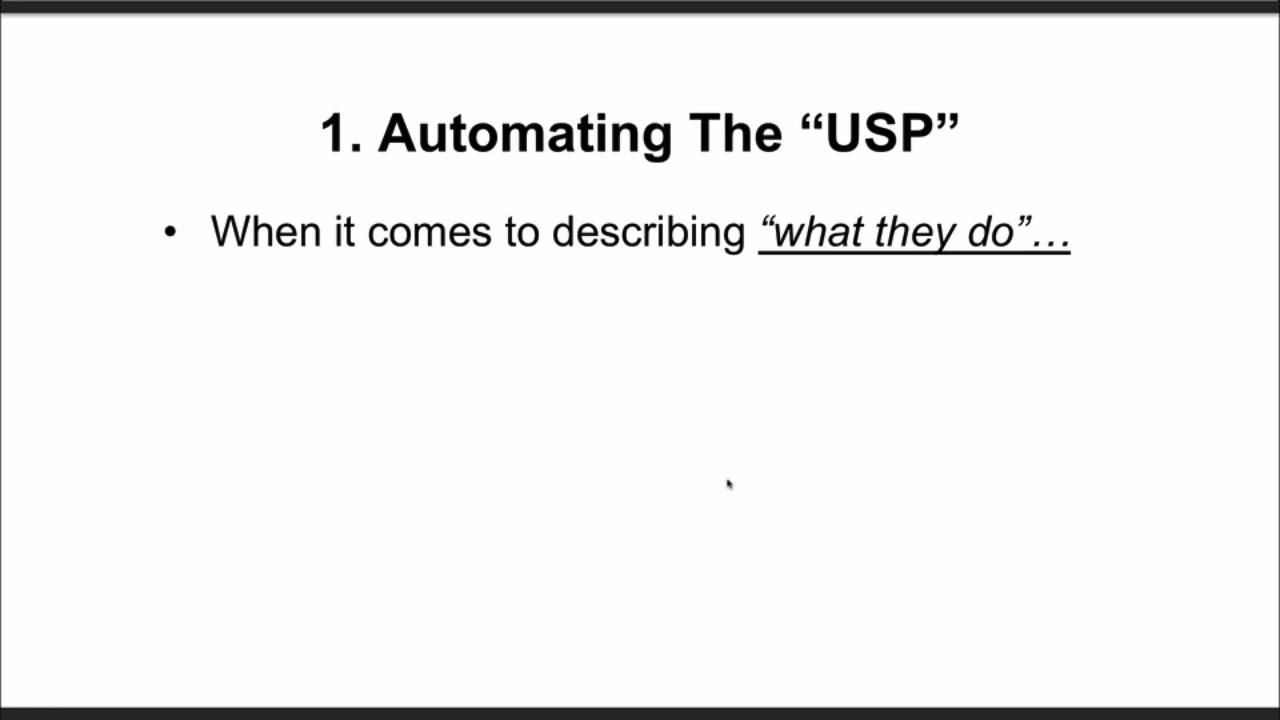 1. Automating The “USP”
• When it comes to describing “what they do”…